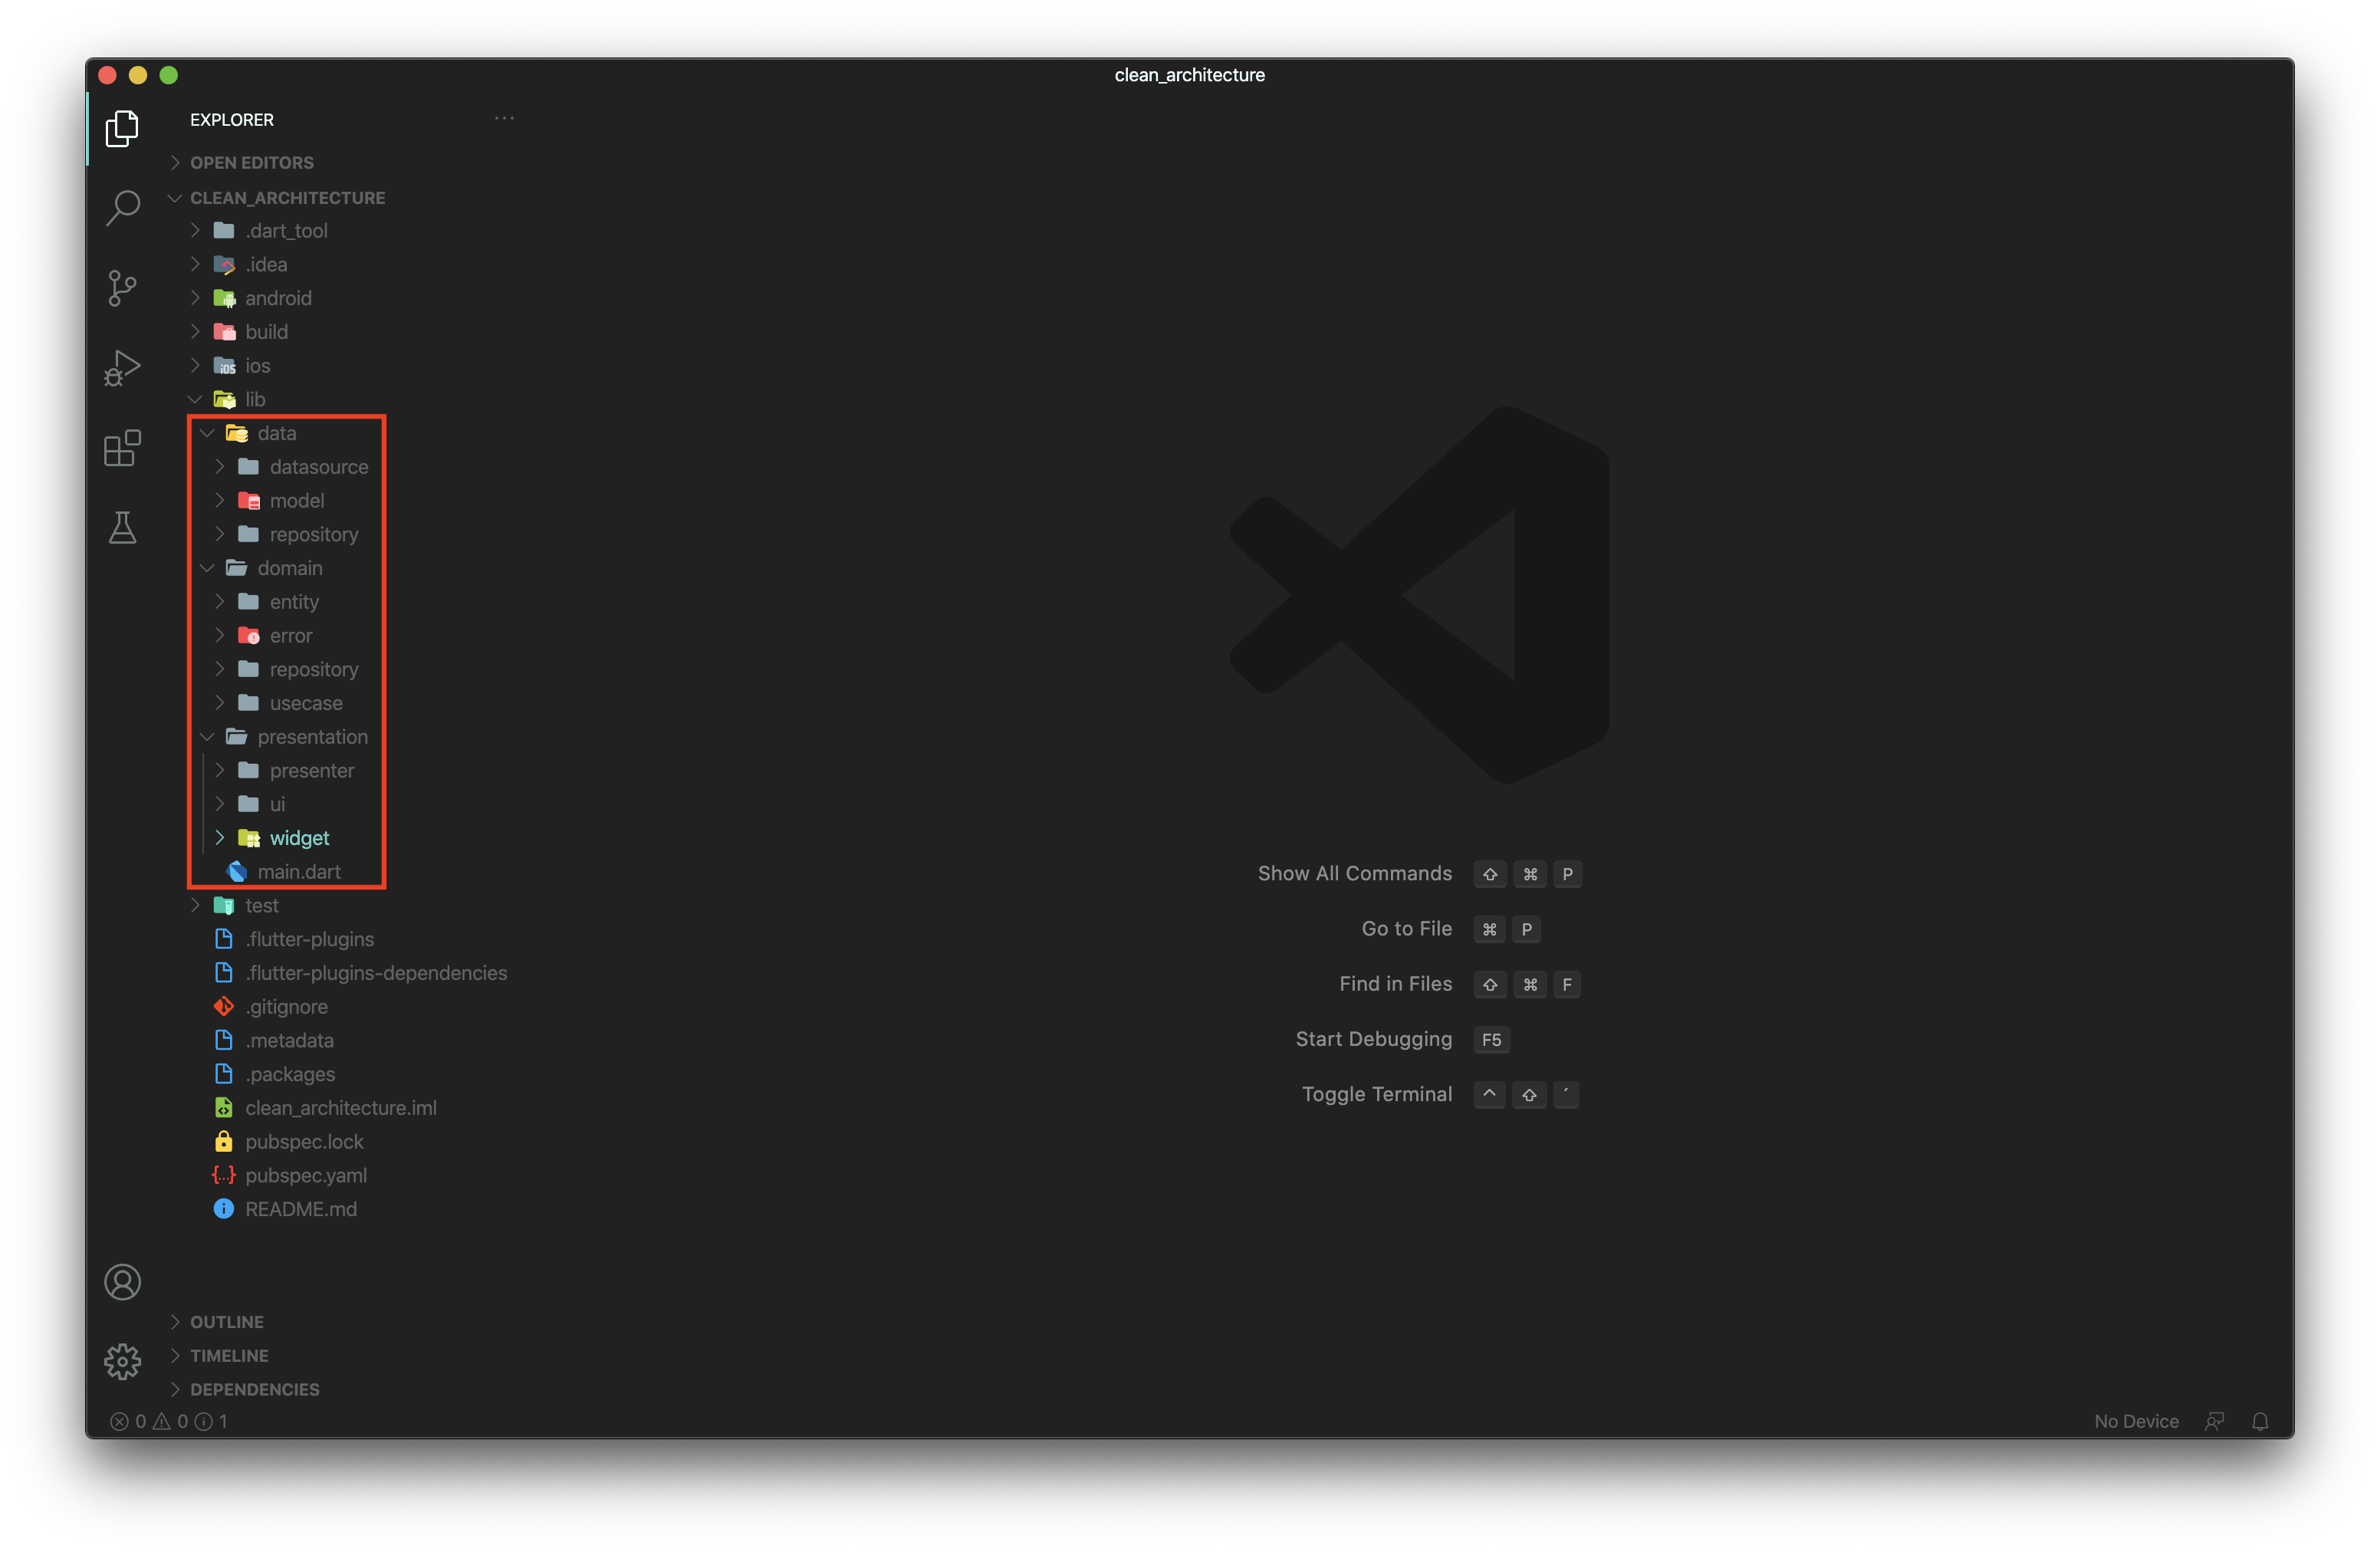 clean_architecture
EXPLORER
OPEN EDITORS
CLEAN_ARCHITECTURE
.dart_tool
.idea
android
build
ios
lib
data
datasource
model
repository
domain
entity
error
repository
usecase
presentation
presenter
ui
widget
main.dart
test
.flutter-plugins
.flutter-plugins-dependencies
.gitignore
.metadata
.packages
clean_architecture.iml
pubspec.lock
pubspec.yaml
README.md
OUTLINE
TIMELINE
DEPENDENCIES
0 0 1
Show All Commands ⇧ ⌘ P
Go to File ⌘ P
Find in Files ⇧ ⌘ F
Start Debugging F5
Toggle Terminal ^ ⇧ ´
No Device